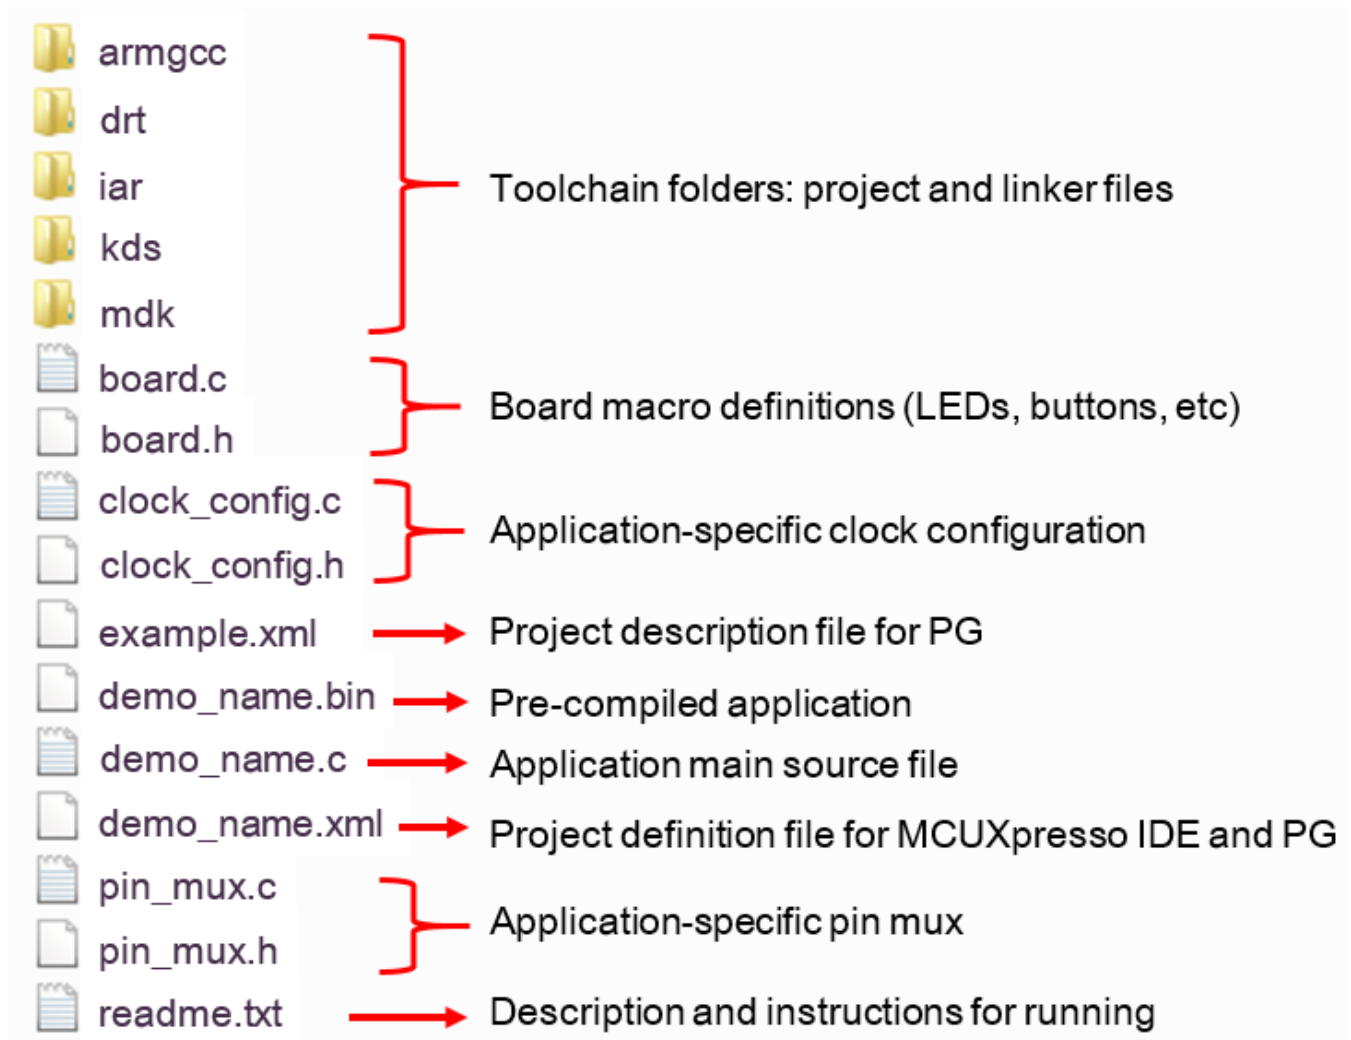 armgcc
drt
iar
kds
mdk
Toolchain folders: project and linker files
board.c
board.h
Board macro definitions (LEDs, buttons, etc)
clock_config.c
clock_config.h
Application-specific clock configuration
example.xml
Project description file for PG
demo_name.bin
Pre-compiled application
demo_name.c
Application main source file
demo_name.xml
Project definition file for MCUXpresso IDE and PG
pin_mux.c
pin_mux.h
Application-specific pin mux
readme.txt
Description and instructions for running